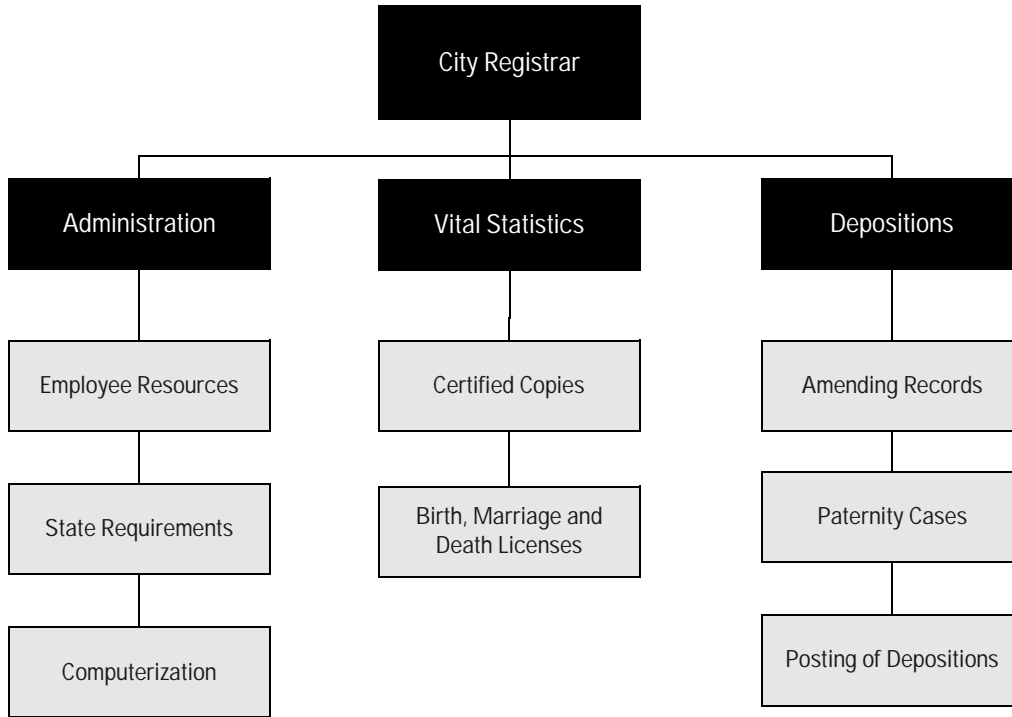 City Registrar
Administration
Vital Statistics
Depositions
Employee Resources
Certified Copies
Amending Records
State Requirements
Birth, Marriage and
Death Licenses
Paternity Cases
Computerization
Posting of Depositions